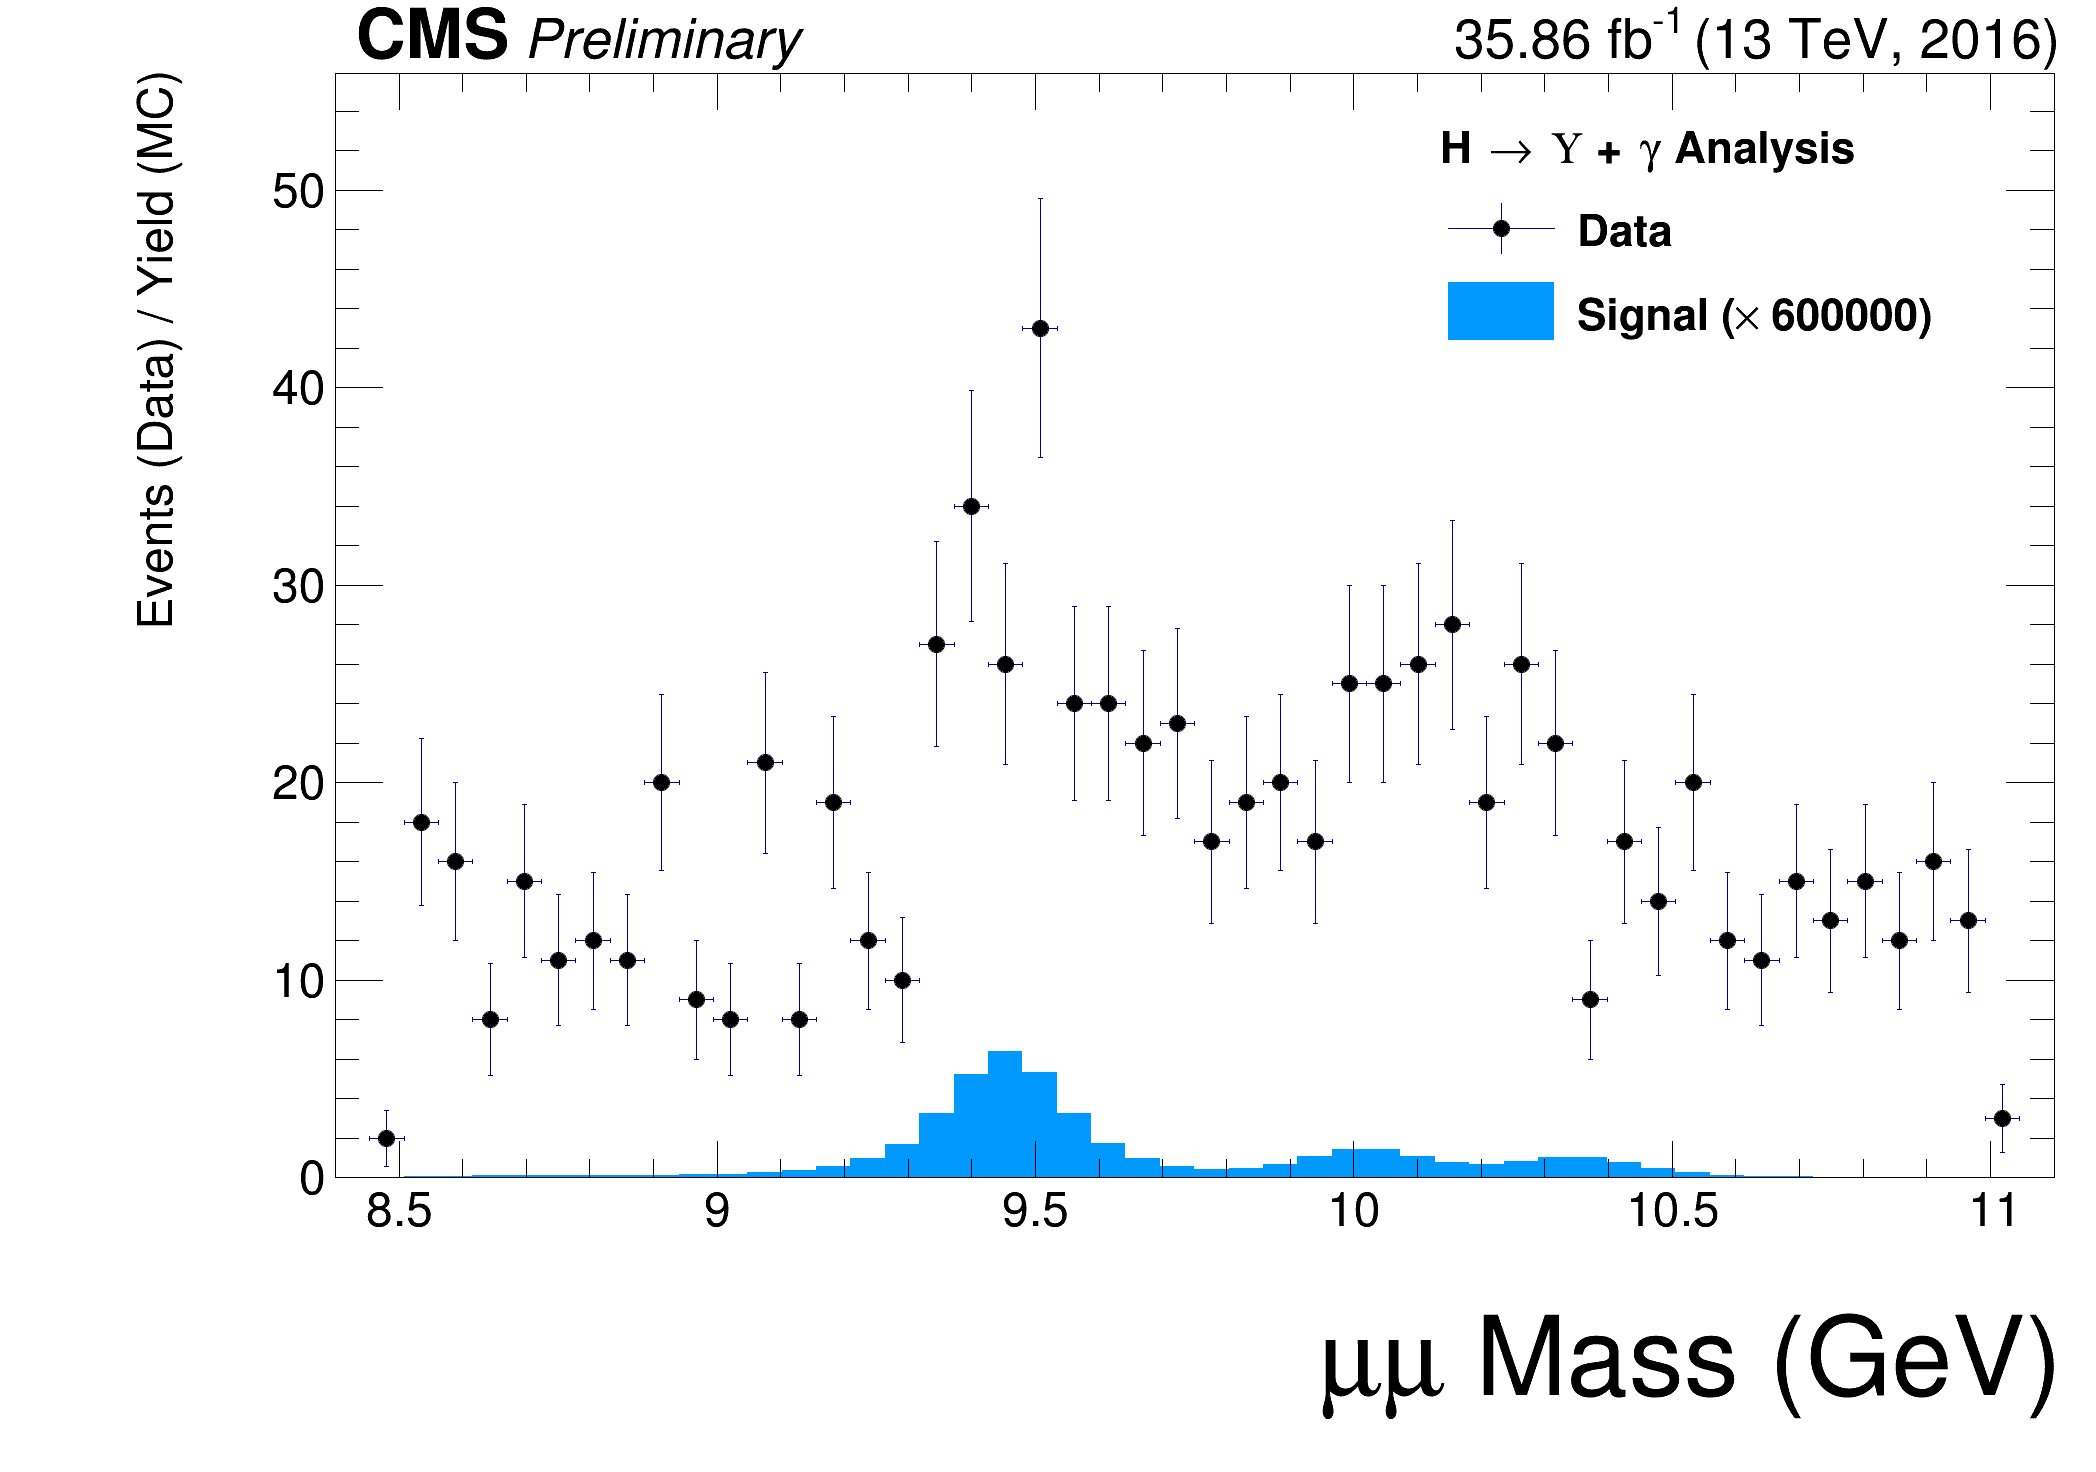 CMS Preliminary 35.86 fb⁻¹ (13 TeV, 2016)
Events (Data) / Yield (MC)
H → Υ + γ Analysis
Data
Signal (× 600000)
50
40
30
20
10
0
8.5 9 9.5 10 10.5 11
μμ Mass (GeV)